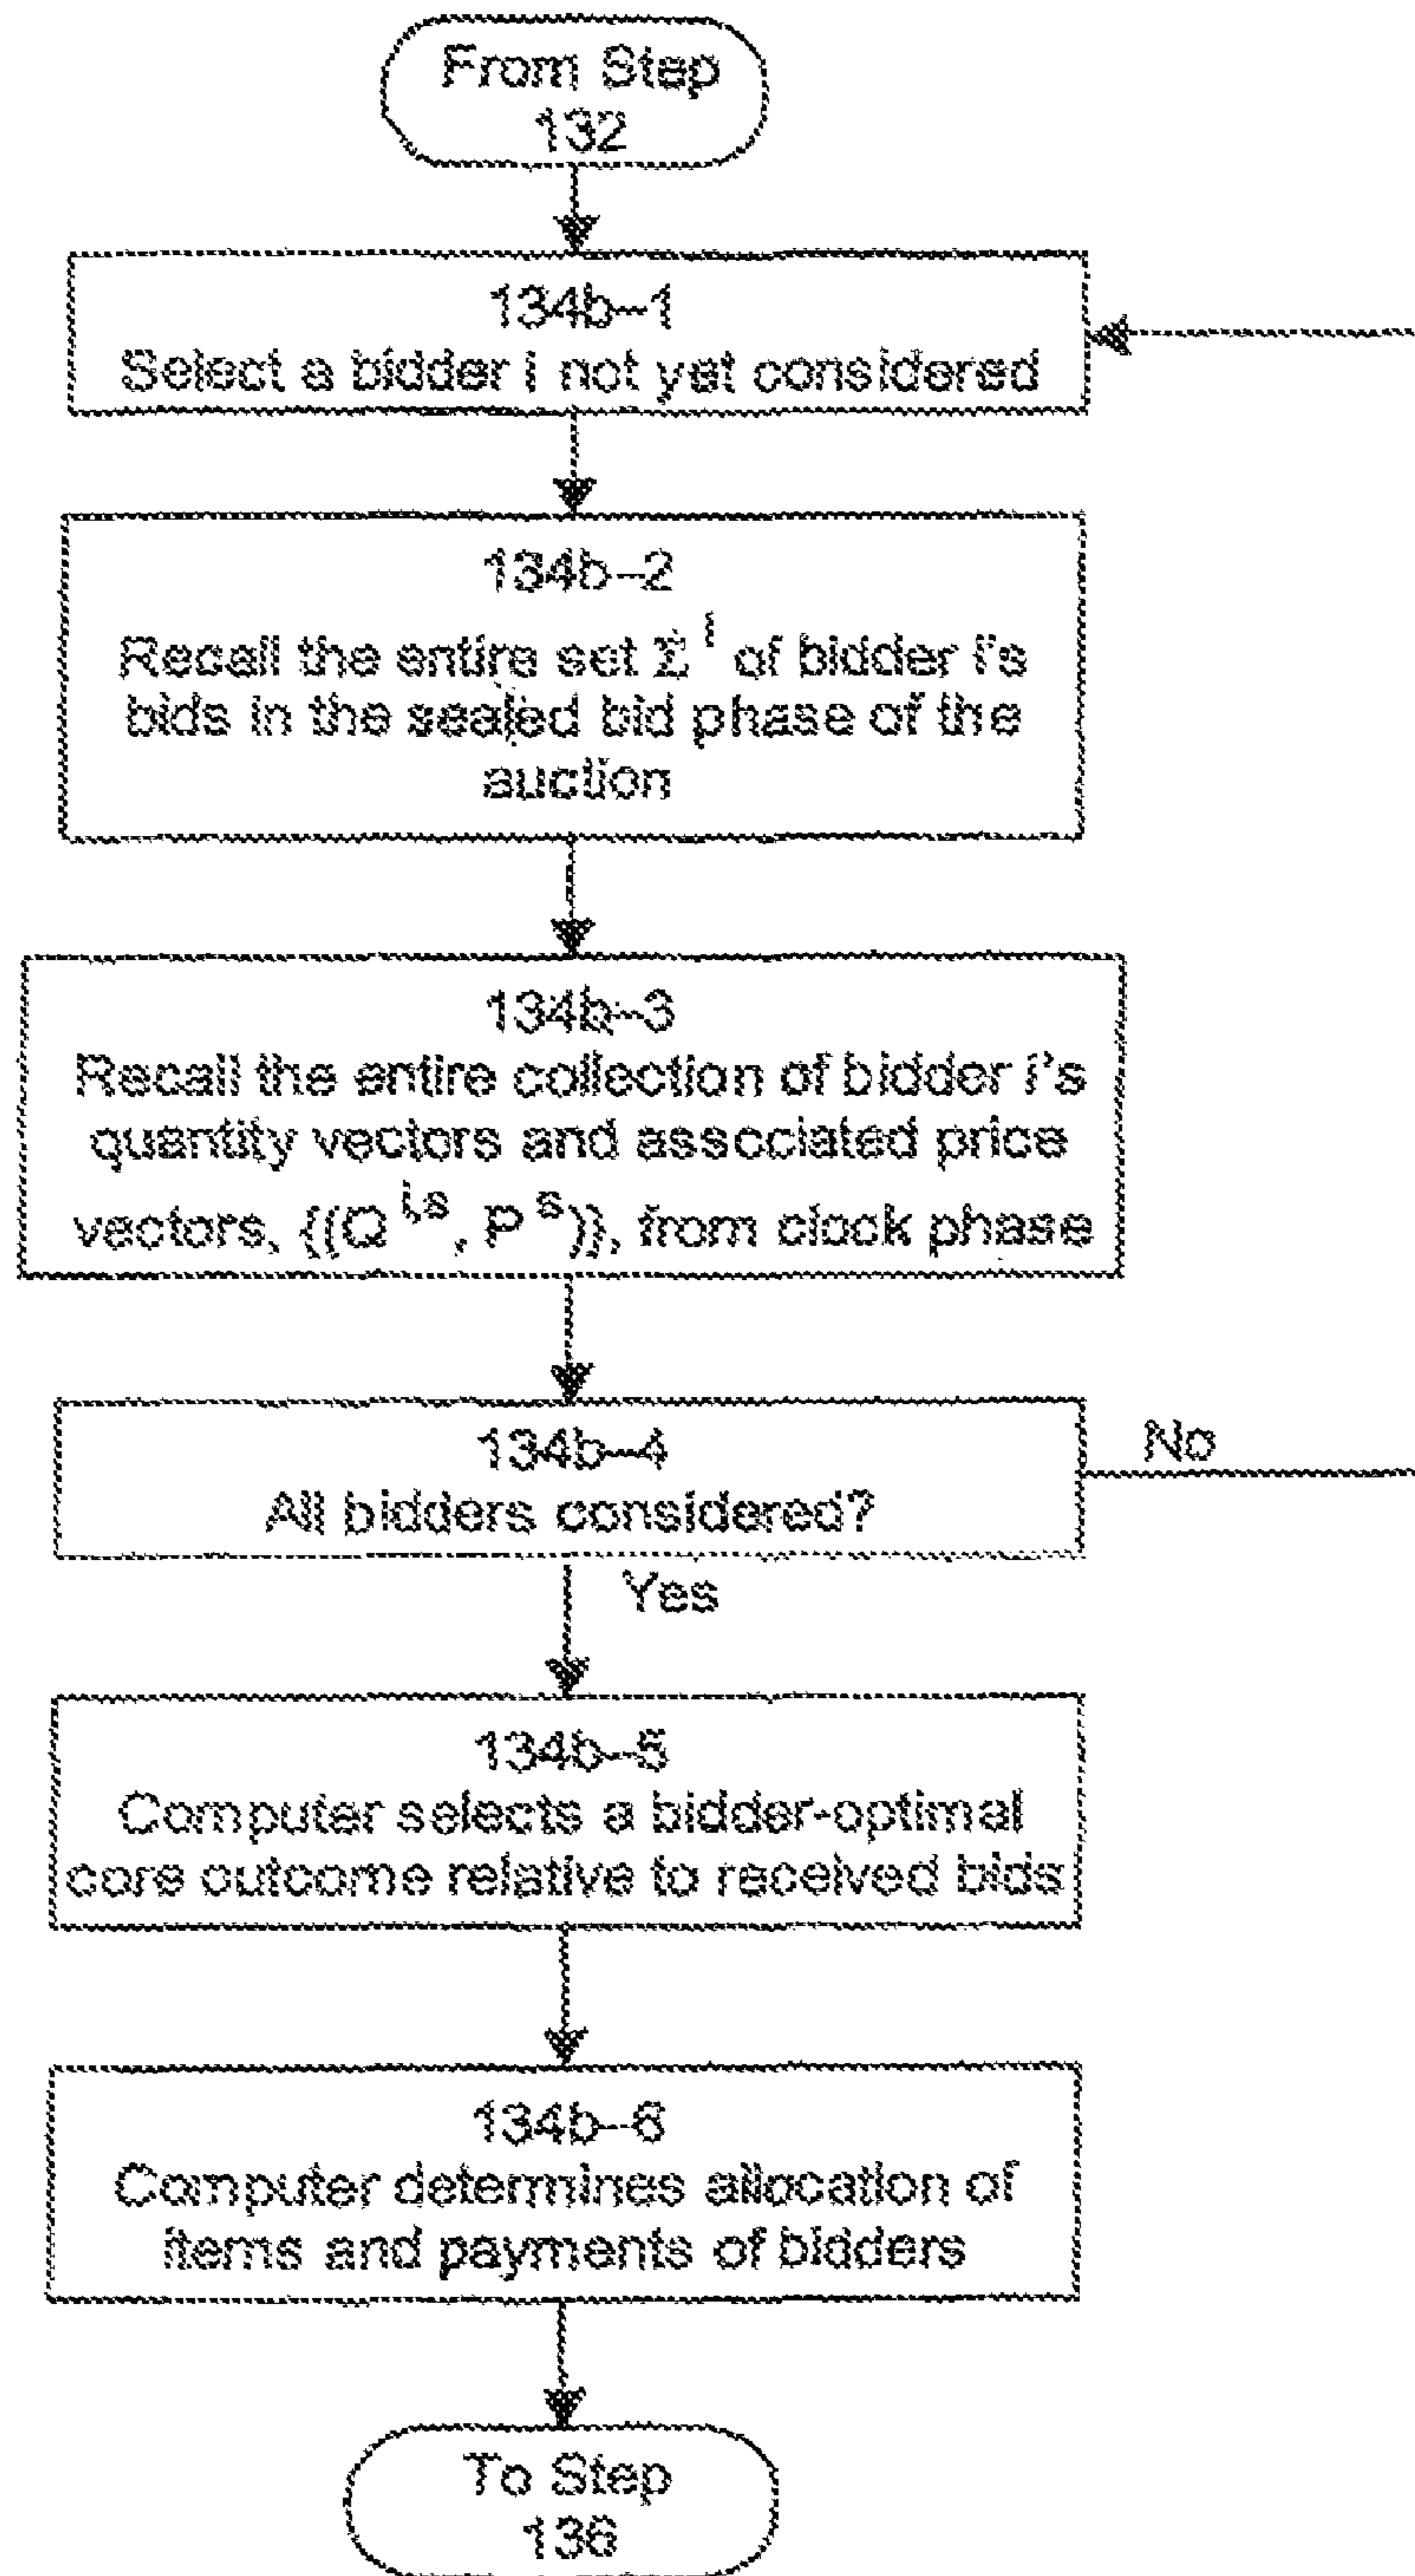 From Step
132
134b-1
Select a bidder i not yet considered
134b-2
Recall the entire set Σ^i of bidder i's
bids in the sealed bid phase of the
auction
134b-3
Recall the entire collection of bidder i's
quantity vectors and associated price
vectors, {(Q^i,s, P^s)}, from clock phase
134b-4
All bidders considered?
No
Yes
134b-5
Computer selects a bidder-optimal
core outcome relative to received bids
134b-6
Computer determines allocation of
items and payments of bidders
To Step
136